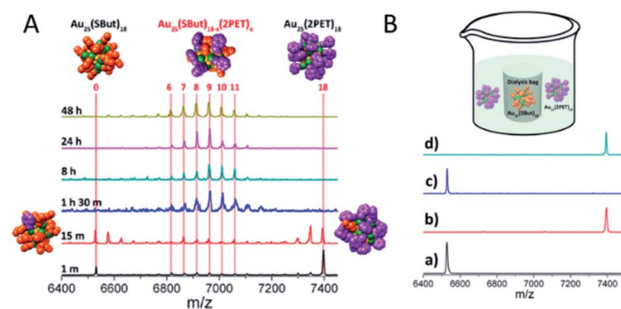 A
Au25(SBut)18
Au25(SBut)18-x(2PET)x
Au25(2PET)18
0
6 7 8 9 10 11
18
48 h
24 h
8 h
1 h 30 m
15 m
1 m
6400 6600 6800 7000 7200 7400
m/z
B
Dialysis bag
Au25(SBut)18
Au25(2PET)18
d)
c)
b)
a)
6400 6600 6800 7000 7200 7400
m/z